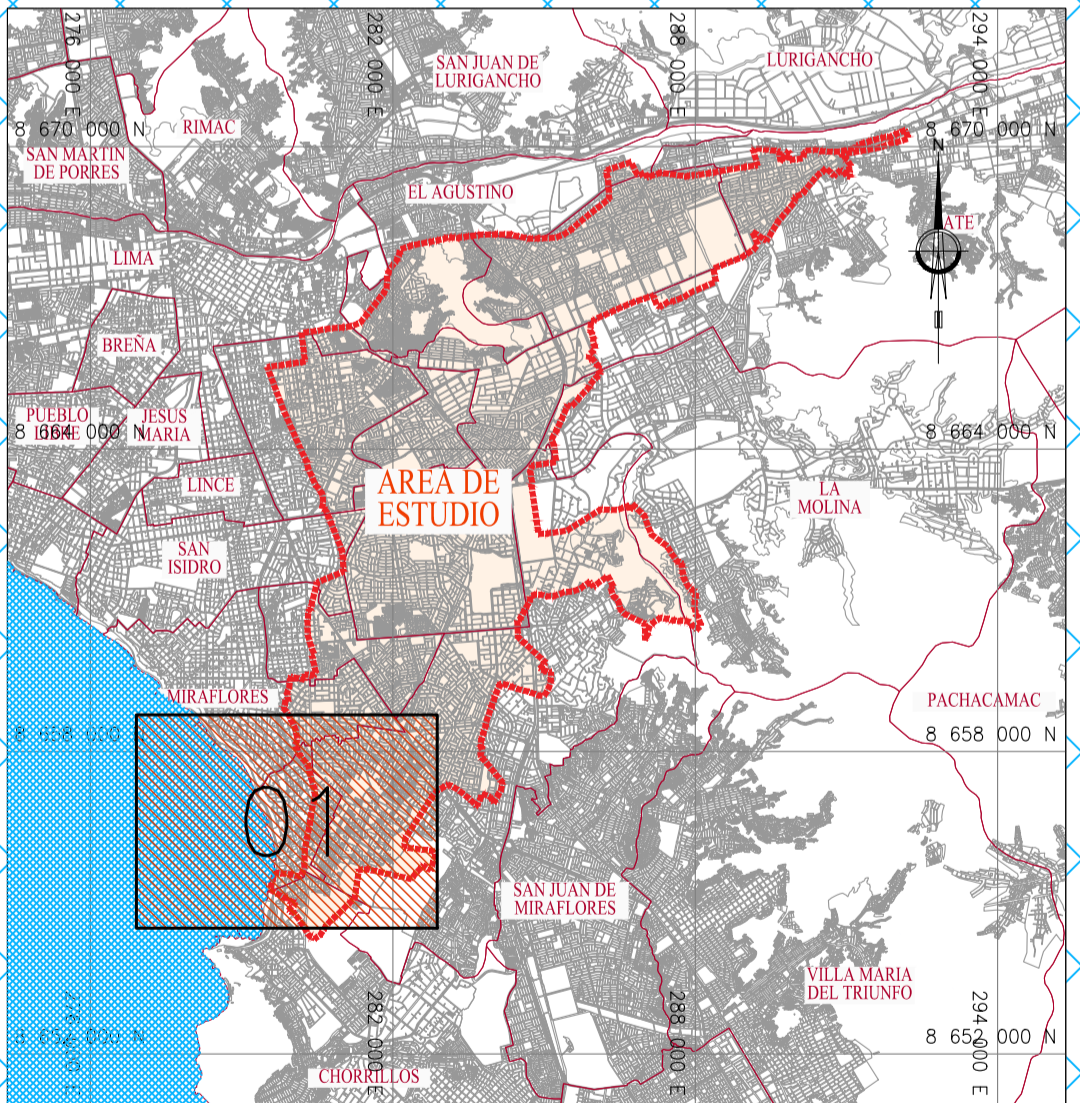 276 000 E
282 000 E
288 000 E
294 000 E
SAN JUAN DE
LURIGANCHO
LURIGANCHO
8 670 000 N
RIMAC
8 670 000 N
SAN MARTIN
DE PORRES
N
EL AGUSTINO
ATE
LIMA
BREÑA
PUEBLO
LIBRE
JESUS
MARIA
8 664 000 N
8 664 000 N
LINCE
AREA DE
ESTUDIO
LA
MOLINA
SAN
ISIDRO
MIRAFLORES
PACHACAMAC
8 658 000 N
8 658 000 N
01
SAN JUAN DE
MIRAFLORES
VILLA MARIA
DEL TRIUNFO
276 000 E
282 000 E
288 000 E
294 000 E
8 652 000 N
8 652 000 N
CHORRILLOS